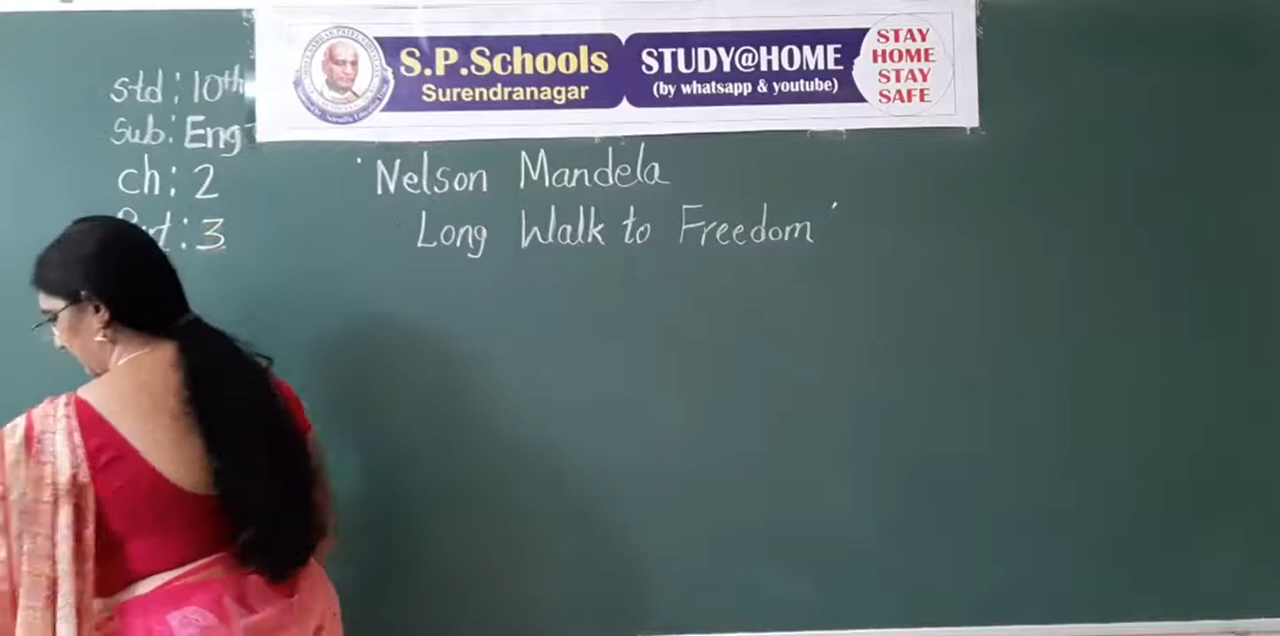 S.P.Schools
Surendranagar
STUDY@HOME
(by whatsapp & youtube)
STAY
HOME
STAY
SAFE
std : 10th
Sub : Eng
ch : 2
: 3
'Nelson Mandela
Long Walk to Freedom'